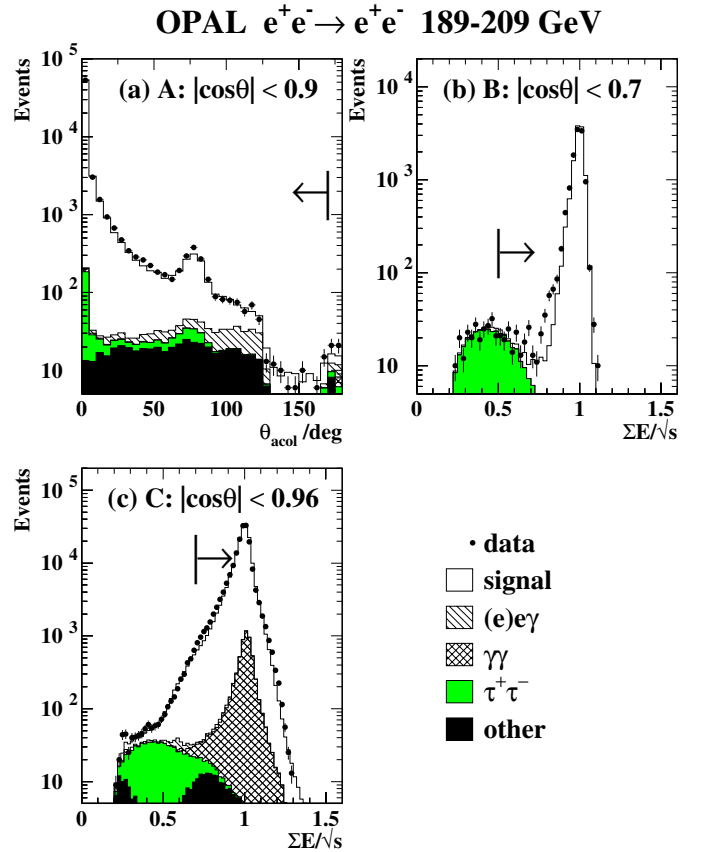 OPAL e⁺e⁻ → e⁺e⁻ 189-209 GeV
Events
10⁵
10⁴
10³
10²
10
(a) A: |cosθ| < 0.9
0 50 100 150
θacol /deg
Events
10⁴
10³
10²
10
(b) B: |cosθ| < 0.7
0 0.5 1 1.5
ΣE/√s
Events
10⁵
10⁴
10³
10²
10
(c) C: |cosθ| < 0.96
0 0.5 1 1.5
ΣE/√s
data
signal
(e)eγ
γγ
τ⁺τ⁻
other